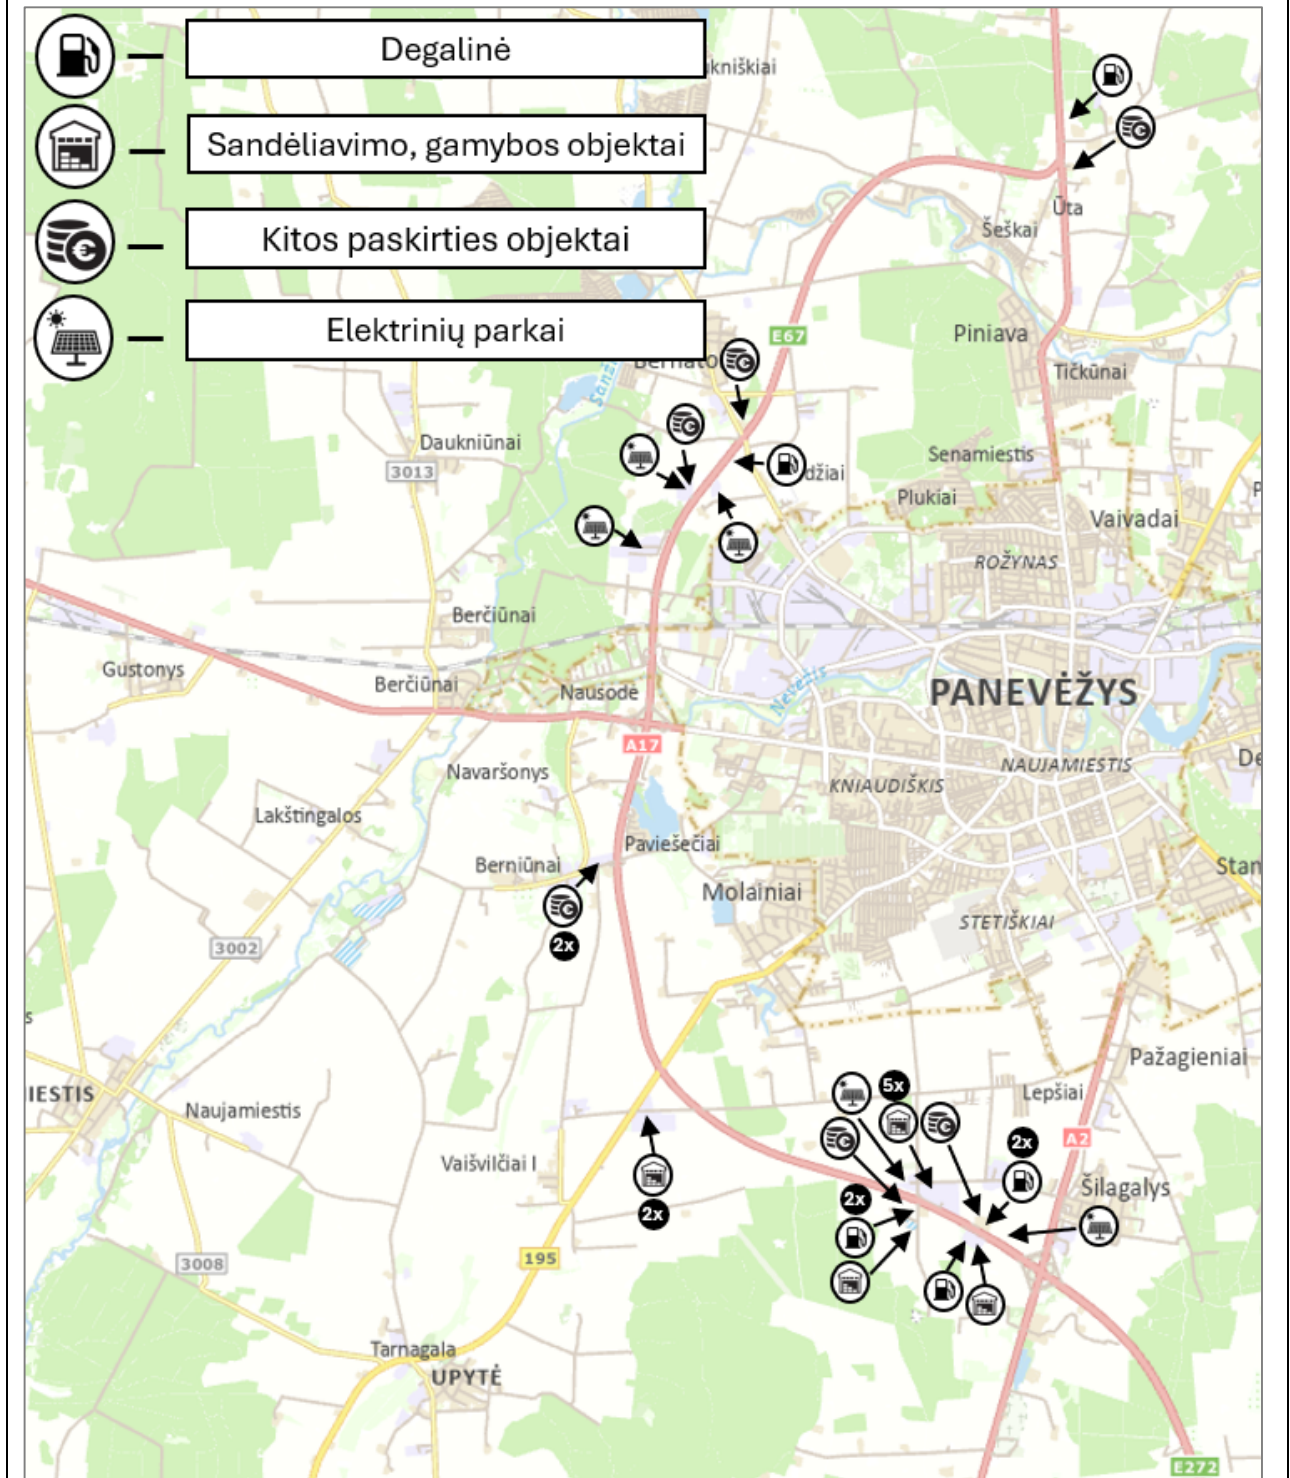 Degalinė
Sandėliavimo, gamybos objektai
Kitos paskirties objektai
Elektrinių parkai
Ūta
Šeškai
E67
Piniava
Tičkūnai
Daukniūnai
3013
Senamiestis
Plukiai
Vaivadai
ROŽYNAS
Berčiūnai
Gustonys
Berčiūnai
Nausodė
Nevėžis
PANEVĖŽYS
A17
Navaršonys
NAUJAMIESTIS
KNIAUDIŠKIS
Lakštingalos
Paviešečiai
Berniūnai
Molainiai
STETIŠKIAI
2x
3002
Pažagieniai
5x
Lepšiai
Naujamiestis
A2
2x
Vaišvilčiai I
Šilagalys
2x
2x
195
3008
Tarnagala
UPYTĖ
E272